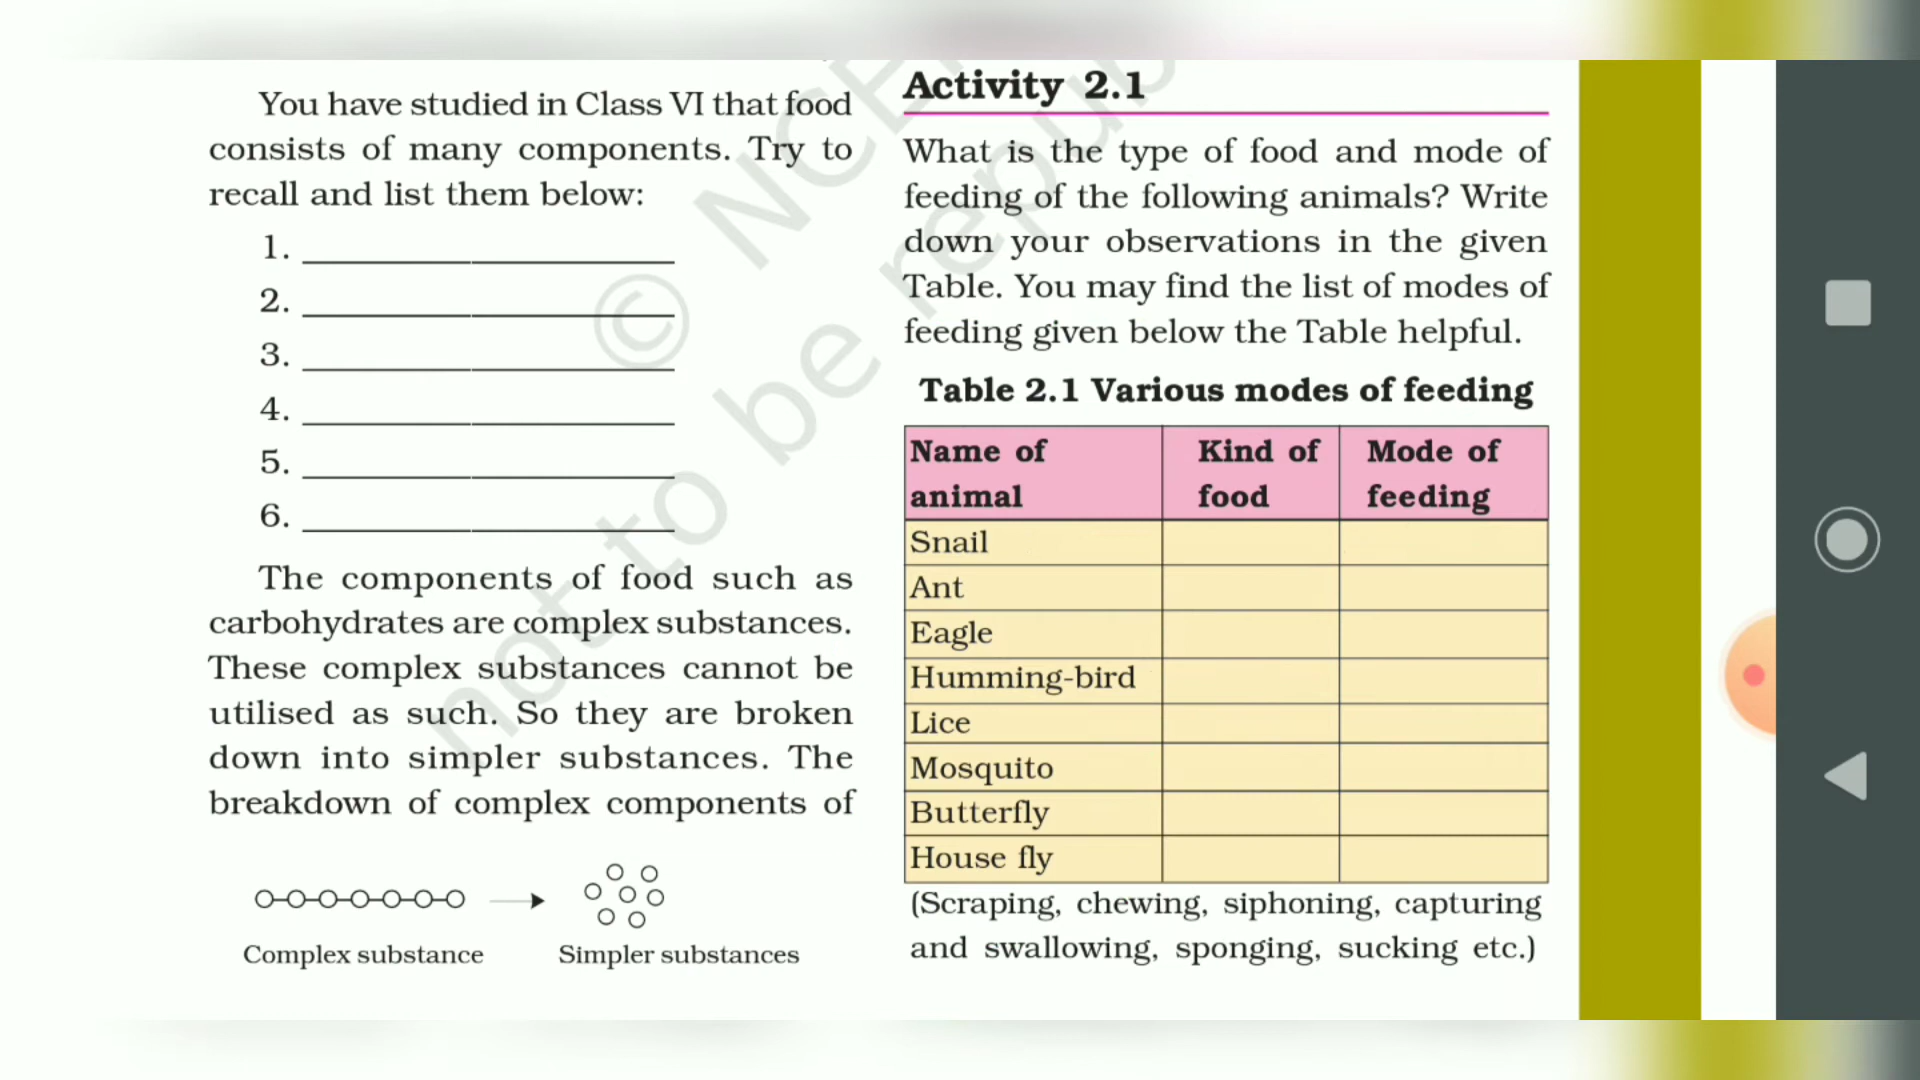 You have studied in Class VI that food
consists of many components. Try to
recall and list them below:
1.
2.
3.
4.
5.
6.
The components of food such as
carbohydrates are complex substances.
These complex substances cannot be
utilised as such. So they are broken
down into simpler substances. The
breakdown of complex components of
Complex substance
Simpler substances
Activity 2.1
What is the type of food and mode of
feeding of the following animals? Write
down your observations in the given
Table. You may find the list of modes of
feeding given below the Table helpful.
Table 2.1 Various modes of feeding
Name of animal
Kind of food
Mode of feeding
Snail
Ant
Eagle
Humming-bird
Lice
Mosquito
Butterfly
House fly
(Scraping, chewing, siphoning, capturing
and swallowing, sponging, sucking etc.)
© NCE
not to be repub